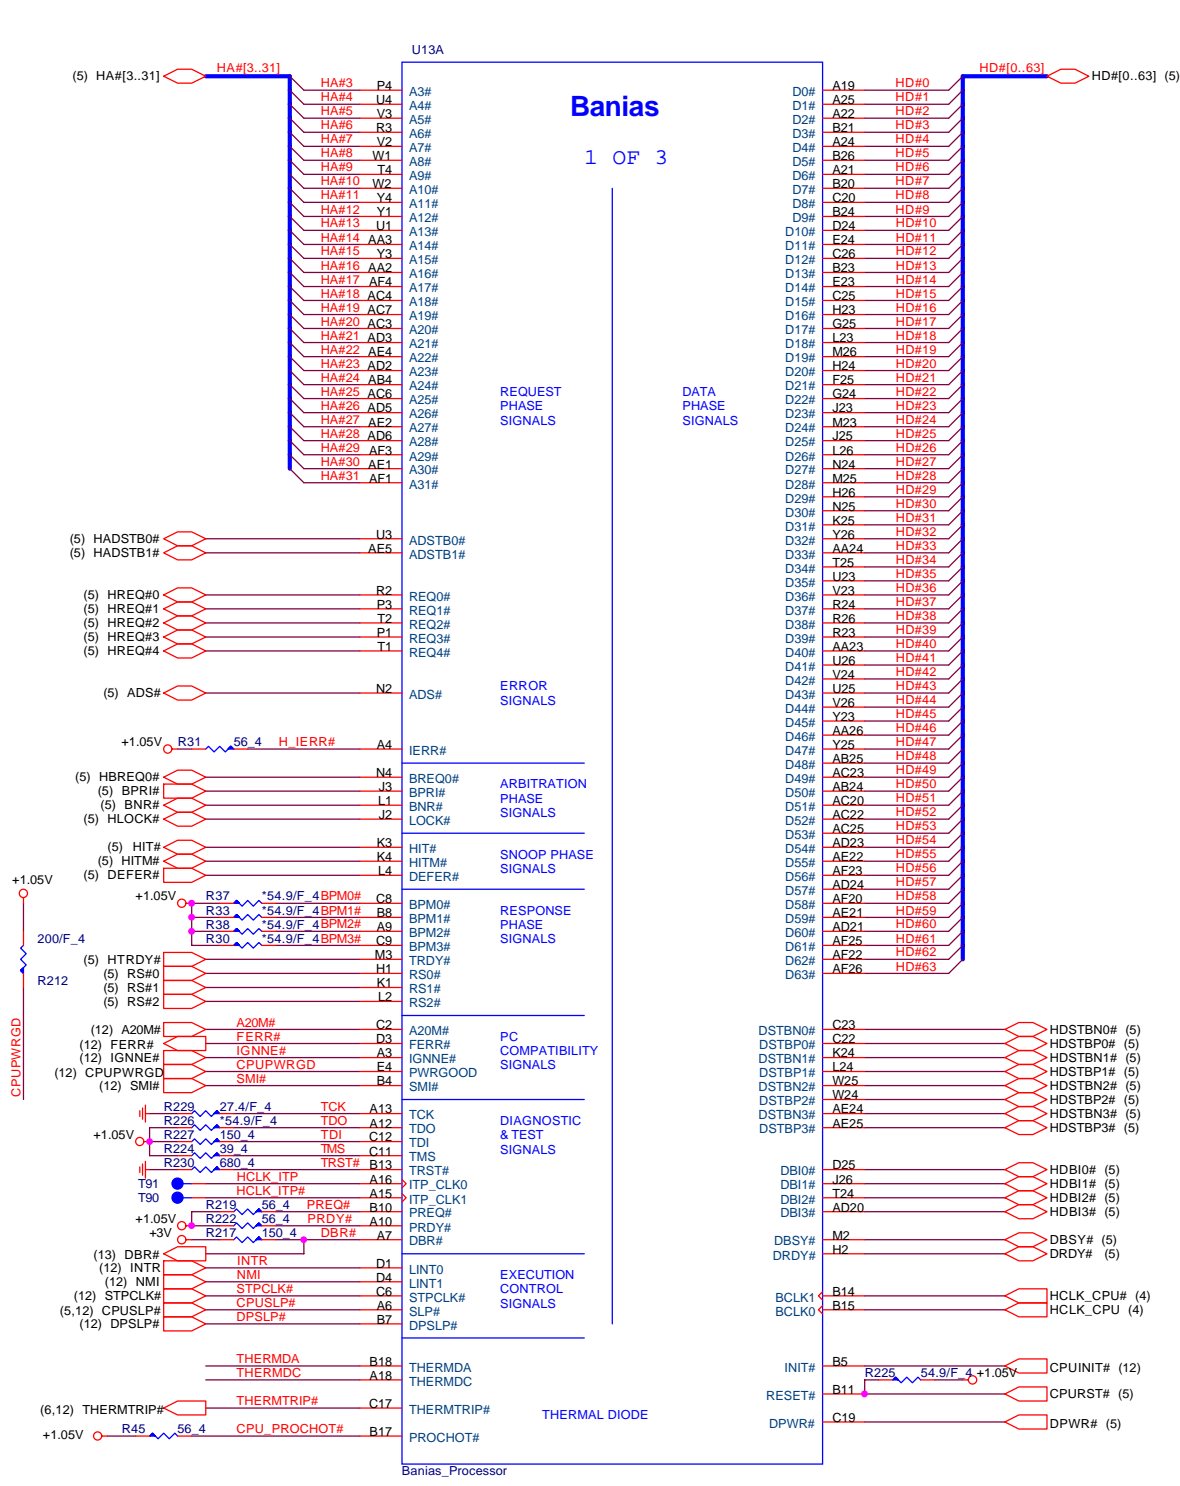 U13A
Banias
1 OF 3
(5) HA#[3..31] HA#[3..31]
HD#[0..63] HD#[0..63] (5)
HA#3 P4 A3#
HA#4 U4 A4#
HA#5 V3 A5#
HA#6 R3 A6#
HA#7 V2 A7#
HA#8 W1 A8#
HA#9 T4 A9#
HA#10 W2 A10#
HA#11 Y4 A11#
HA#12 Y1 A12#
HA#13 U1 A13#
HA#14 AA3 A14#
HA#15 Y3 A15#
HA#16 AA2 A16#
HA#17 AF4 A17#
HA#18 AC4 A18#
HA#19 AC7 A19#
HA#20 AC3 A20#
HA#21 AD3 A21#
HA#22 AE4 A22#
HA#23 AD2 A23#
HA#24 AB4 A24#
HA#25 AC6 A25#
HA#26 AD5 A26#
HA#27 AE2 A27#
HA#28 AD6 A28#
HA#29 AF3 A29#
HA#30 AE1 A30#
HA#31 AF1 A31#
REQUEST
PHASE
SIGNALS
DATA
PHASE
SIGNALS
(5) HADSTB0# U3 ADSTB0#
(5) HADSTB1# AE5 ADSTB1#
(5) HREQ#0 R2 REQ0#
(5) HREQ#1 P3 REQ1#
(5) HREQ#2 T2 REQ2#
(5) HREQ#3 P1 REQ3#
(5) HREQ#4 T1 REQ4#
(5) ADS# N2 ADS#
ERROR
SIGNALS
+1.05V R31 56_4 H_IERR# A4 IERR#
(5) HBREQ0# N4 BREQ0#
(5) BPRI# J3 BPRI#
(5) BNR# L1 BNR#
(5) HLOCK# J2 LOCK#
ARBITRATION
PHASE
SIGNALS
(5) HIT# K3 HIT#
(5) HITM# K4 HITM#
(5) DEFER# L4 DEFER#
SNOOP PHASE
SIGNALS
+1.05V
200/F_4
R212
CPUPWRGD
+1.05V R37 *54.9/F_4 BPM0# C8 BPM0#
R33 *54.9/F_4 BPM1# B8 BPM1#
R38 *54.9/F_4 BPM2# A9 BPM2#
R30 *54.9/F_4 BPM3# C9 BPM3#
(5) HTRDY# M3 TRDY#
(5) RS#0 H1 RS0#
(5) RS#1 K1 RS1#
(5) RS#2 L2 RS2#
RESPONSE
PHASE
SIGNALS
(12) A20M# A20M# C2 A20M#
(12) FERR# FERR# D3 FERR#
(12) IGNNE# IGNNE# A3 IGNNE#
(12) CPUPWRGD CPUPWRGD E4 PWRGOOD
(12) SMI# SMI# B4 SMI#
PC
COMPATIBILITY
SIGNALS
R229 27.4/F_4 TCK A13 TCK
R226 *54.9/F_4 TDO A12 TDO
+1.05V R227 150_4 TDI C12 TDI
R224 39_4 TMS C11 TMS
R230 680_4 TRST# B13 TRST#
T91 HCLK_ITP A16 ITP_CLK0
T90 HCLK_ITP# A15 ITP_CLK1
R219 56_4 PREQ# B10 PREQ#
+1.05V R222 56_4 PRDY# A10 PRDY#
+3V R217 150_4 DBR# A7 DBR#
(13) DBR#
DIAGNOSTIC
& TEST
SIGNALS
(12) INTR INTR D1 LINT0
(12) NMI NMI D4 LINT1
(12) STPCLK# STPCLK# C6 STPCLK#
(5,12) CPUSLP# CPUSLP# A6 SLP#
(12) DPSLP# DPSLP# B7 DPSLP#
EXECUTION
CONTROL
SIGNALS
THERMDA B18 THERMDA
THERMDC A18 THERMDC
(6,12) THERMTRIP# THERMTRIP# C17 THERMTRIP#
+1.05V R45 56_4 CPU_PROCHOT# B17 PROCHOT#
THERMAL DIODE
D0# A19 HD#0
D1# A25 HD#1
D2# A22 HD#2
D3# B21 HD#3
D4# A24 HD#4
D5# B26 HD#5
D6# A21 HD#6
D7# B20 HD#7
D8# C20 HD#8
D9# B24 HD#9
D10# D24 HD#10
D11# E24 HD#11
D12# C26 HD#12
D13# B23 HD#13
D14# E23 HD#14
D15# C25 HD#15
D16# H23 HD#16
D17# G25 HD#17
D18# L23 HD#18
D19# M26 HD#19
D20# H24 HD#20
D21# F25 HD#21
D22# G24 HD#22
D23# J23 HD#23
D24# M23 HD#24
D25# J25 HD#25
D26# L26 HD#26
D27# N24 HD#27
D28# M25 HD#28
D29# H26 HD#29
D30# N25 HD#30
D31# K25 HD#31
D32# Y26 HD#32
D33# AA24 HD#33
D34# T25 HD#34
D35# U23 HD#35
D36# V23 HD#36
D37# R24 HD#37
D38# R26 HD#38
D39# R23 HD#39
D40# AA23 HD#40
D41# U26 HD#41
D42# V24 HD#42
D43# U25 HD#43
D44# V26 HD#44
D45# Y23 HD#45
D46# AA26 HD#46
D47# Y25 HD#47
D48# AB25 HD#48
D49# AC23 HD#49
D50# AB24 HD#50
D51# AC20 HD#51
D52# AC22 HD#52
D53# AC25 HD#53
D54# AD23 HD#54
D55# AE22 HD#55
D56# AF23 HD#56
D57# AD24 HD#57
D58# AF20 HD#58
D59# AE21 HD#59
D60# AD21 HD#60
D61# AF25 HD#61
D62# AF22 HD#62
D63# AF26 HD#63
DSTBN0# C23 HDSTBN0# (5)
DSTBP0# C22 HDSTBP0# (5)
DSTBN1# K24 HDSTBN1# (5)
DSTBP1# L24 HDSTBP1# (5)
DSTBN2# W25 HDSTBN2# (5)
DSTBP2# W24 HDSTBP2# (5)
DSTBN3# AE24 HDSTBN3# (5)
DSTBP3# AE25 HDSTBP3# (5)
DBI0# D25 HDBI0# (5)
DBI1# J26 HDBI1# (5)
DBI2# T24 HDBI2# (5)
DBI3# AD20 HDBI3# (5)
DBSY# M2 DBSY# (5)
DRDY# H2 DRDY# (5)
BCLK1 B14 HCLK_CPU# (4)
BCLK0 B15 HCLK_CPU (4)
INIT# B5 CPUINIT# (12)
R225 54.9/F_4 +1.05V
RESET# B11 CPURST# (5)
DPWR# C19 DPWR# (5)
Banias_Processor